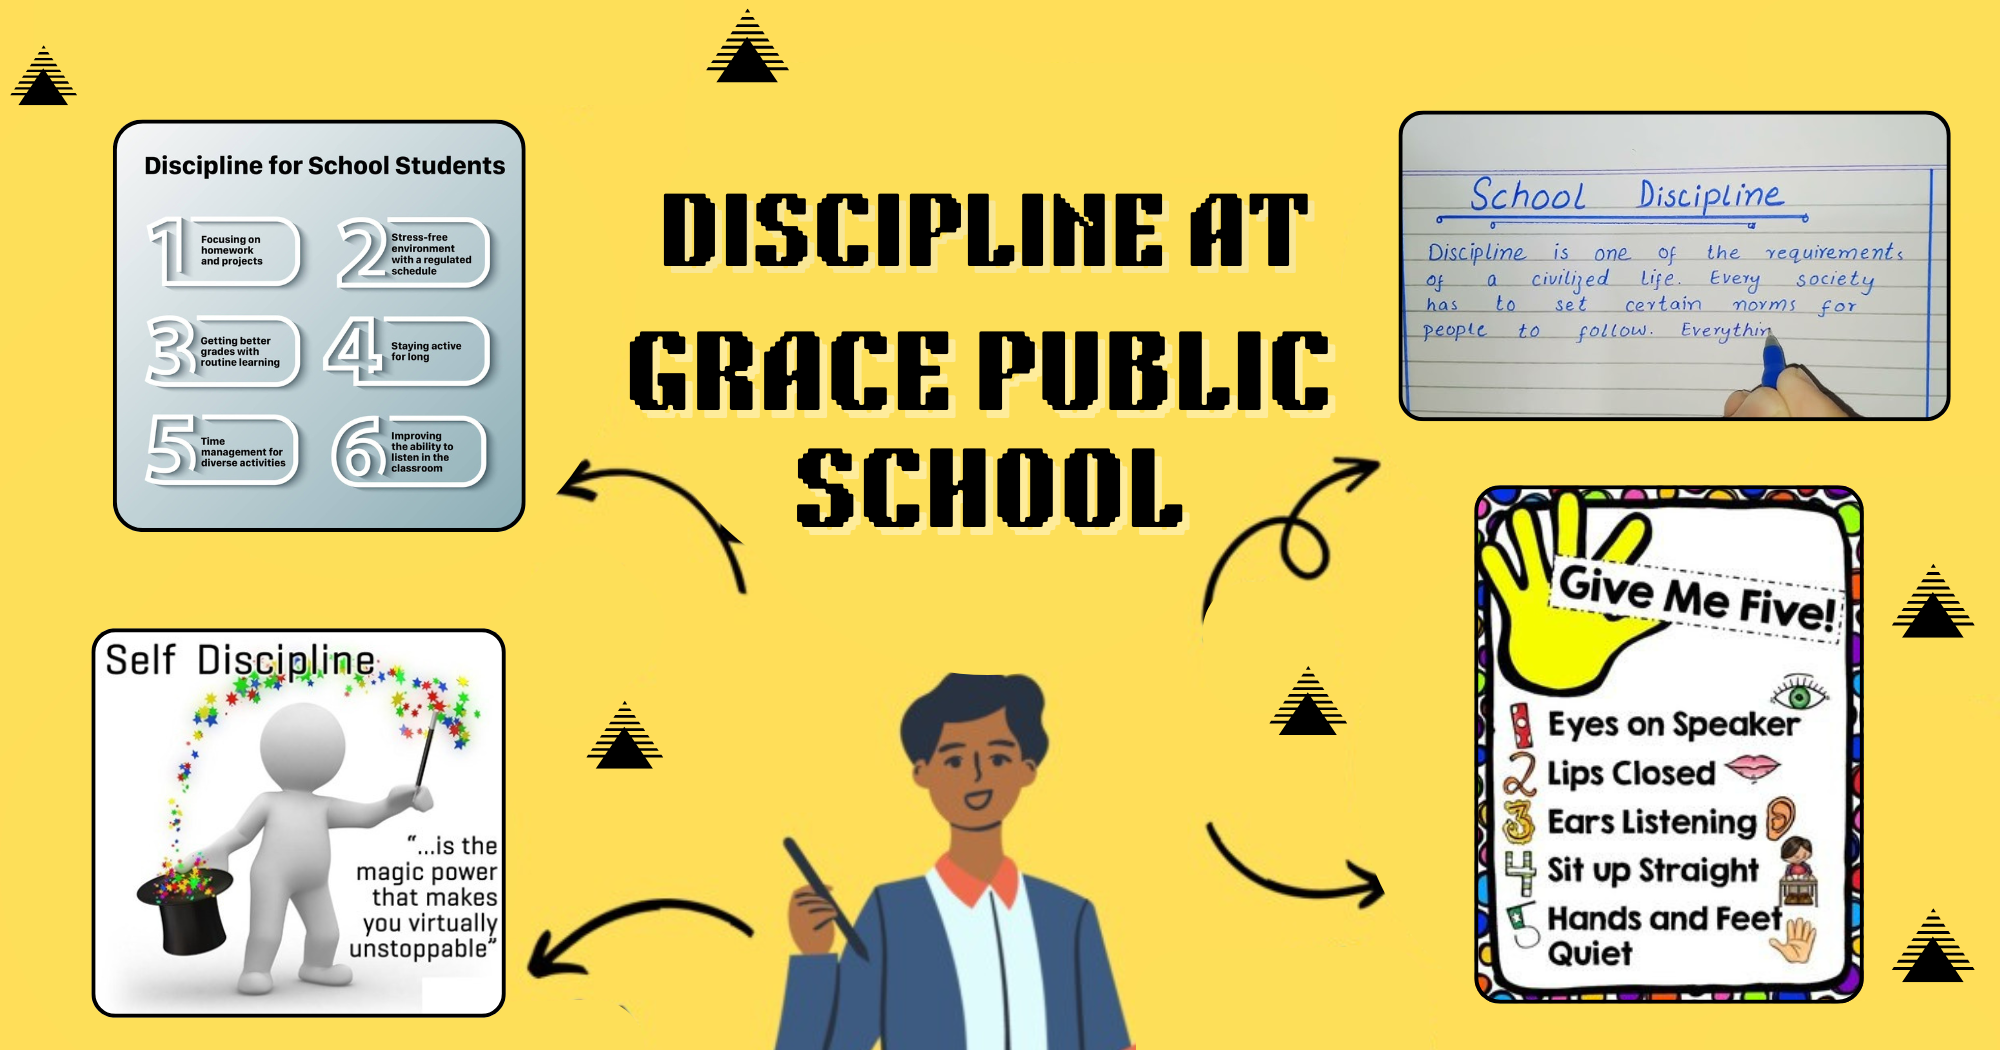 DISCIPLINE AT
GRACE PUBLIC
SCHOOL
Discipline for School Students
1
Focusing on
homework
and projects
2
Stress-free
environment
with a regulated
schedule
3
Getting better
grades with
routine learning
4
Staying active
for long
5
Time
management for
diverse activities
6
Improving
the ability to
listen in the
classroom
School Discipline
Discipline is one of the requirements
of a civilized life. Every society
has to set certain norms for
people to follow. Everythin
Self Discipline
“...is the
magic power
that makes
you virtually
unstoppable”
Give Me Five!
1 Eyes on Speaker
2 Lips Closed
3 Ears Listening
4 Sit up Straight
5 Hands and Feet
Quiet